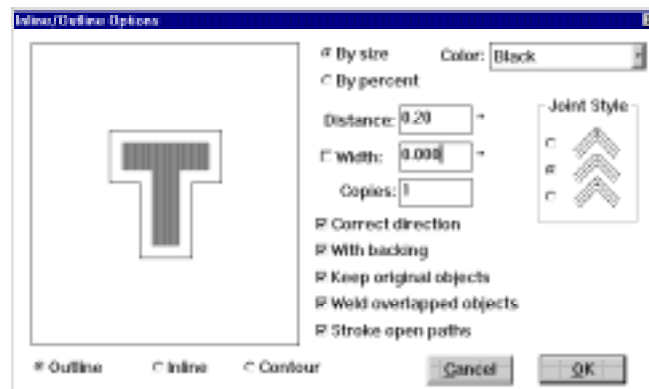 Inline/Outline Options
By size
Color: Black
By percent
Distance: 0.20 "
Joint Style
Width: 0.000 "
Copies: 1
Correct direction
With backing
Keep original objects
Weld overlapped objects
Stroke open paths
Outline
Inline
Contour
Cancel
OK